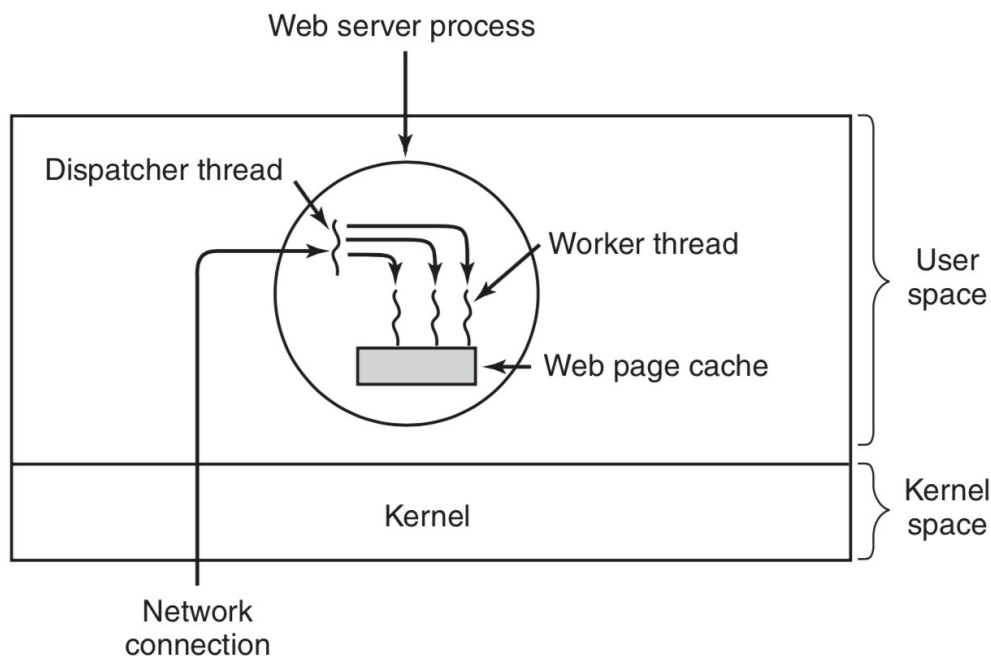 Web server process
Dispatcher thread
Worker thread
User
space
Web page cache
Kernel
Kernel
space
Network
connection